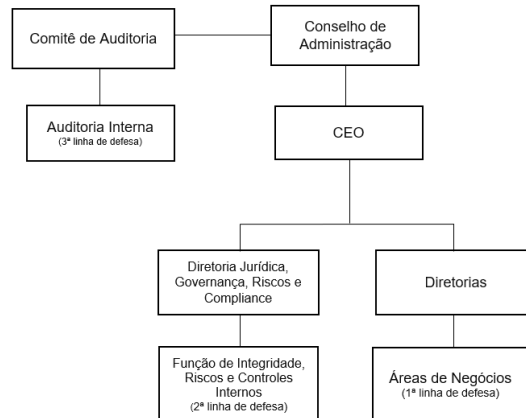 Comitê de Auditoria
Conselho de
Administração
Auditoria Interna
(3ª linha de defesa)
CEO
Diretoria Jurídica,
Governança, Riscos e
Compliance
Diretorias
Função de Integridade,
Riscos e Controles
Internos
(2ª linha de defesa)
Áreas de Negócios
(1ª linha de defesa)